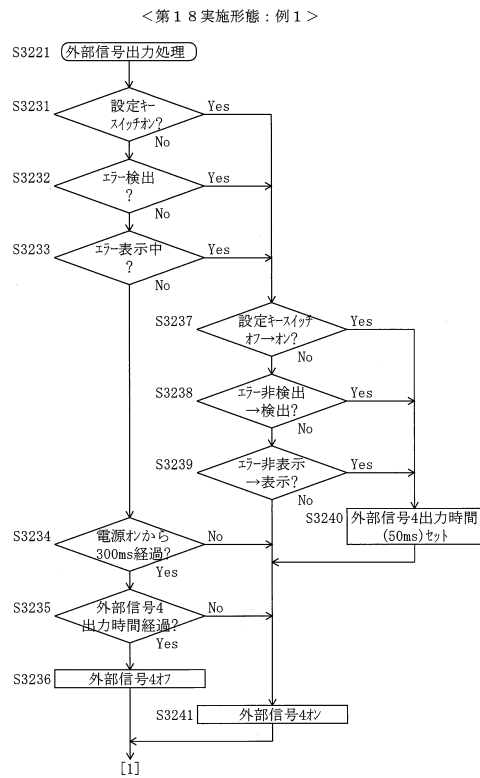 ＜第１８実施形態：例１＞
S3221 外部信号出力処理
S3231 設定キー
スイッチオン?
Yes
No
S3232 エラー検出
?
Yes
No
S3233 エラー表示中
?
Yes
No
S3237 設定キースイッチ
オフ→オン?
Yes
No
S3238 エラー非検出
→検出?
Yes
No
S3239 エラー非表示
→表示?
Yes
No
S3240 外部信号4出力時間
(50ms)セット
S3234 電源オンから
300ms経過?
No
Yes
S3235 外部信号4
出力時間経過?
No
Yes
S3236 外部信号4オフ
S3241 外部信号4オン
[1]